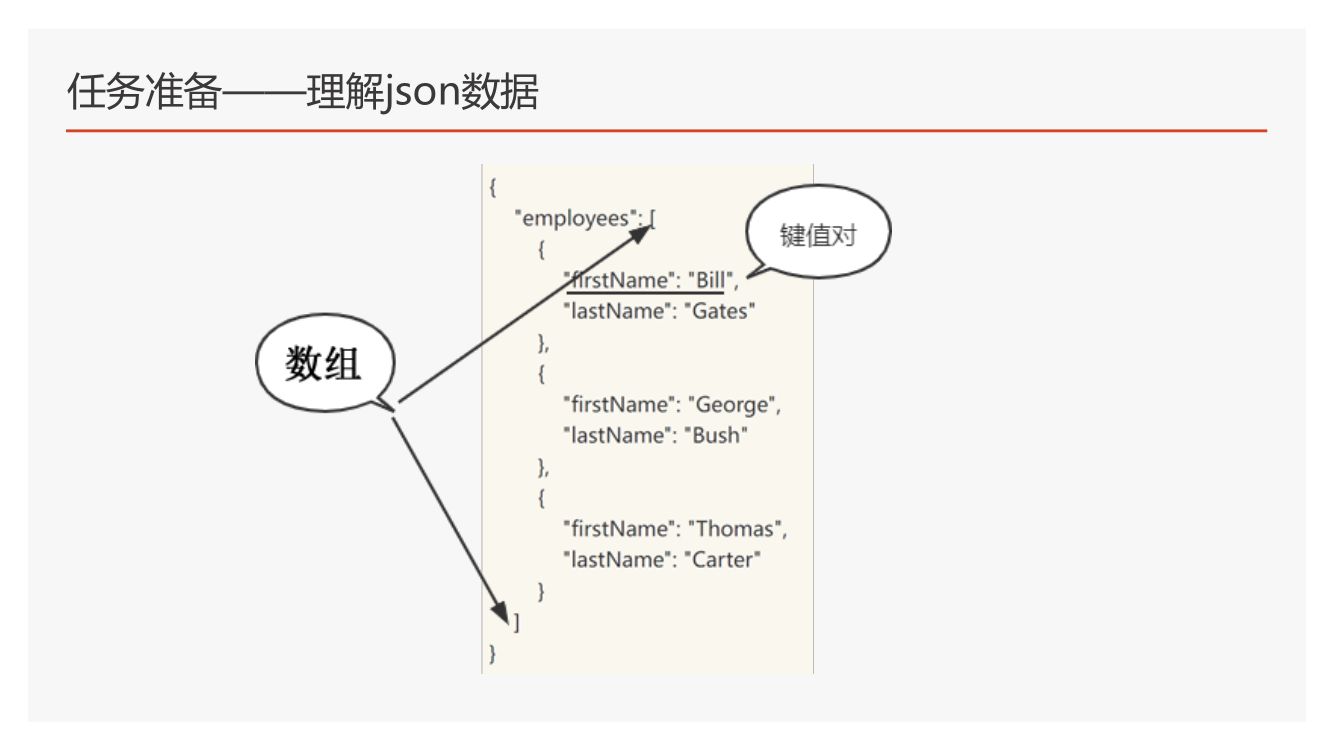 任务准备——理解json数据
{
"employees": [
键值对
{
"firstName": "Bill",
"lastName": "Gates"
},
数组
{
"firstName": "George",
"lastName": "Bush"
},
{
"firstName": "Thomas",
"lastName": "Carter"
}
]
}